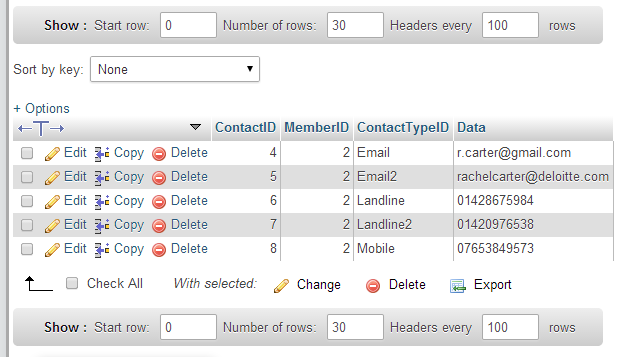 Show : Start row: 0 Number of rows: 30 Headers every 100 rows
Sort by key: None
+ Options
ContactID MemberID ContactTypeID Data
Edit Copy Delete 4 2 Email r.carter@gmail.com
Edit Copy Delete 5 2 Email2 rachelcarter@deloitte.com
Edit Copy Delete 6 2 Landline 01428675984
Edit Copy Delete 7 2 Landline2 01420976538
Edit Copy Delete 8 2 Mobile 07653849573
Check All With selected: Change Delete Export
Show : Start row: 0 Number of rows: 30 Headers every 100 rows